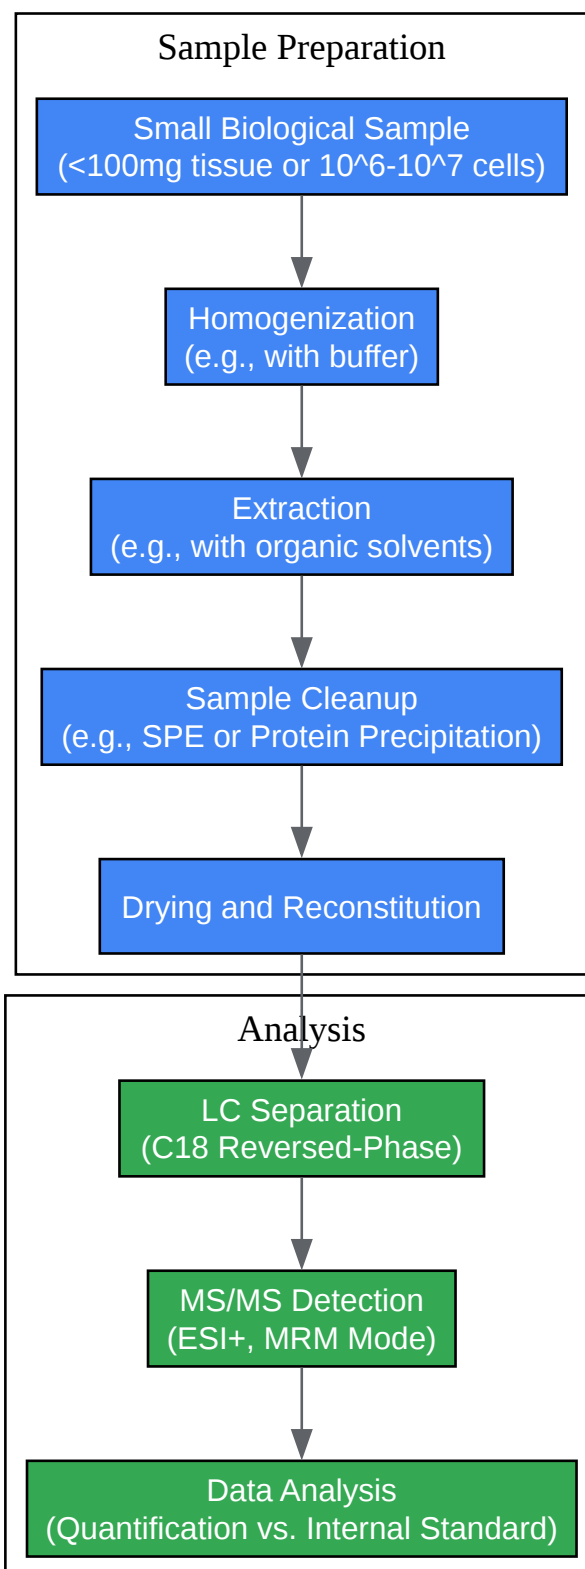 Sample Preparation
Small Biological Sample
(<100mg tissue or 10^6-10^7 cells)
Homogenization
(e.g., with buffer)
Extraction
(e.g., with organic solvents)
Sample Cleanup
(e.g., SPE or Protein Precipitation)
Drying and Reconstitution
Analysis
LC Separation
(C18 Reversed-Phase)
MS/MS Detection
(ESI+, MRM Mode)
Data Analysis
(Quantification vs. Internal Standard)